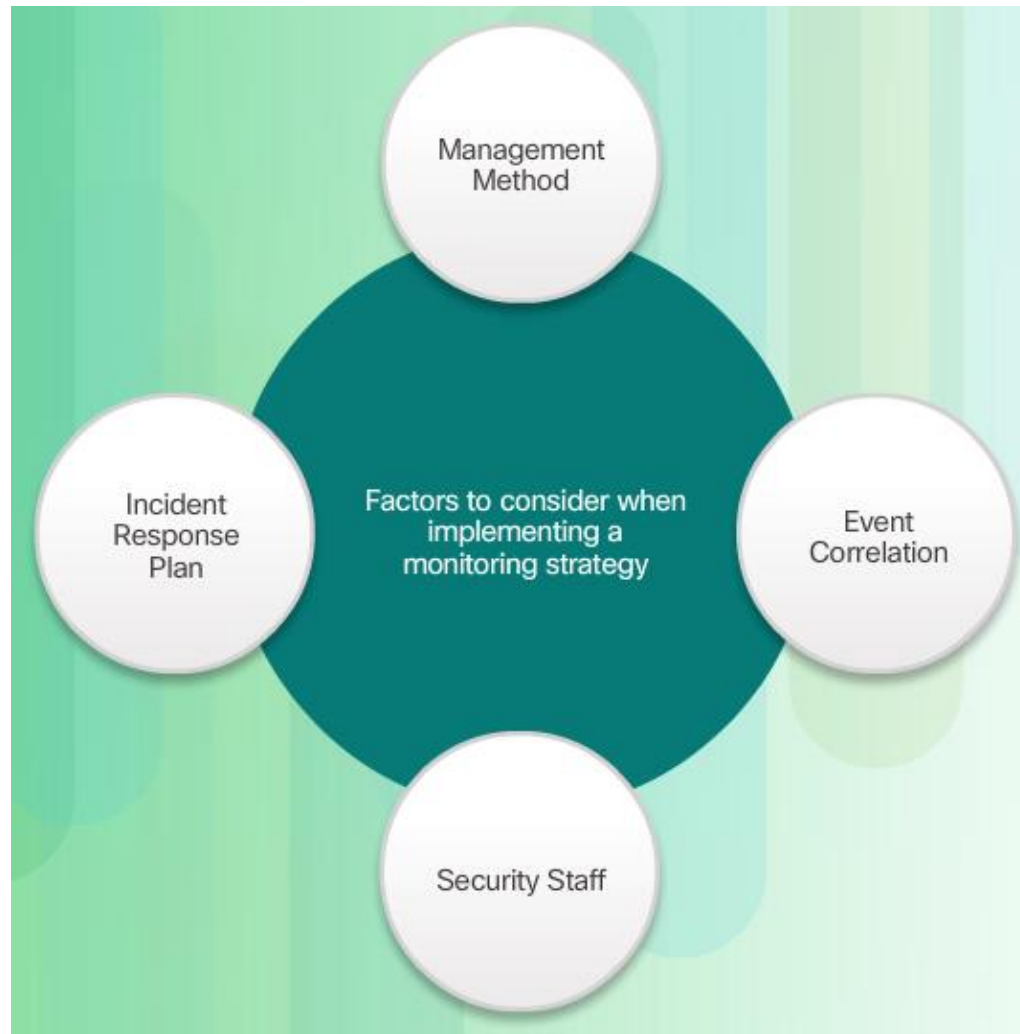 Management
Method
Incident
Response
Plan
Factors to consider when
implementing a
monitoring strategy
Event
Correlation
Security Staff